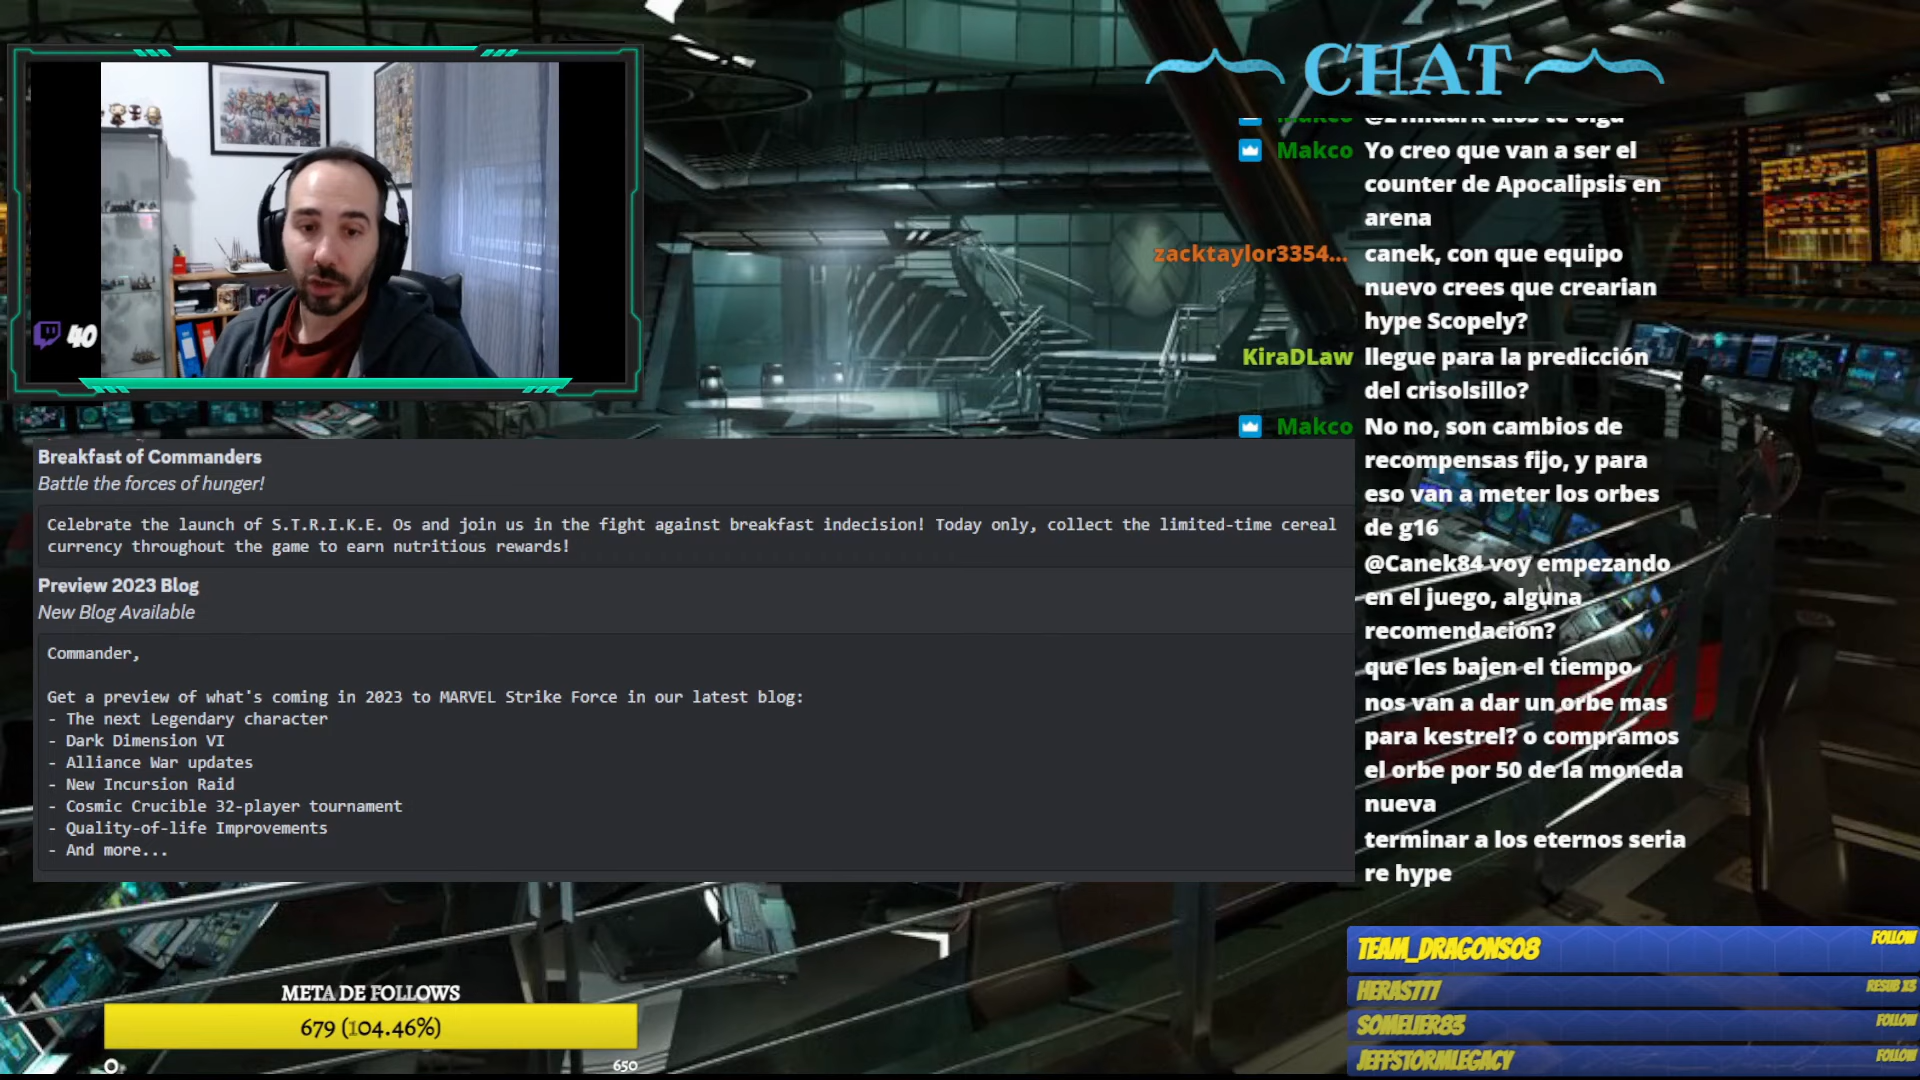 40
Breakfast of Commanders
Battle the forces of hunger!
Celebrate the launch of S.T.R.I.K.E. Os and join us in the fight against breakfast indecision! Today only, collect the limited-time cereal
currency throughout the game to earn nutritious rewards!
Preview 2023 Blog
New Blog Available
Commander,
Get a preview of what's coming in 2023 to MARVEL Strike Force in our latest blog:
- The next Legendary character
- Dark Dimension VI
- Alliance War updates
- New Incursion Raid
- Cosmic Crucible 32-player tournament
- Quality-of-life Improvements
- And more...
META DE FOLLOWS
679 (104.46%)
0
650
CHAT
Makco Yo creo que van a ser el
counter de Apocalipsis en
arena
zacktaylor3354... canek, con que equipo
nuevo crees que crearian
hype Scopely?
KiraDLaw llegue para la predicción
del crisolsillo?
Makco No no, son cambios de
recompensas fijo, y para
eso van a meter los orbes
de g16
@Canek84 voy empezando
en el juego, alguna
recomendación?
que les bajen el tiempo
nos van a dar un orbe mas
para kestrel? o compramos
el orbe por 50 de la moneda
nueva
terminar a los eternos seria
re hype
TEAM_DRAGONS08 FOLLOW
HERAS777 RESUB X3
SOMELIER83 FOLLOW
JEFFSTORMLEGACY FOLLOW